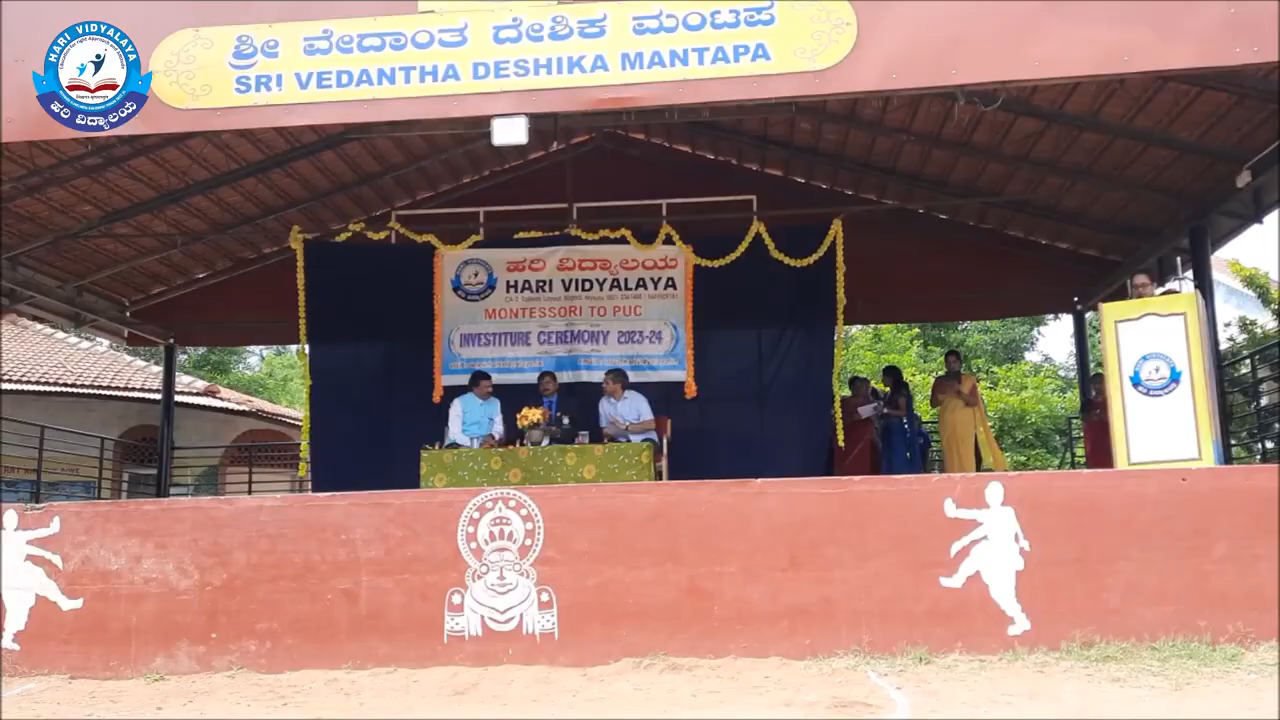 HARI VIDYALAYA
ಹರಿ ವಿದ್ಯಾಲಯ
ಶ್ರೀ ವೇದಾಂತ ದೇಶಿಕ ಮಂಟಪ
SRI VEDANTHA DESHIKA MANTAPA
ಹರಿ ವಿದ್ಯಾಲಯ
HARI VIDYALAYA
MONTESSORI TO PUC
INVESTITURE CEREMONY 2023-24